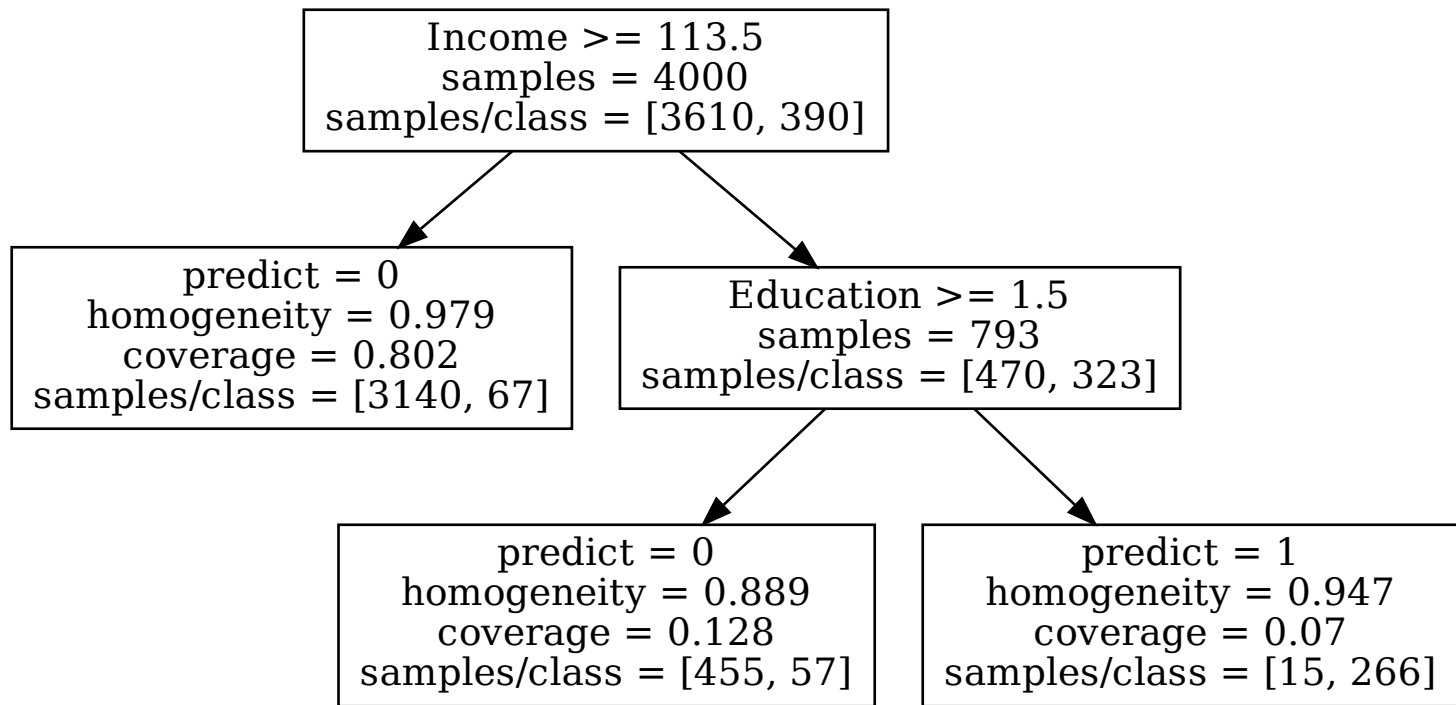 Income >= 113.5
samples = 4000
samples/class = [3610, 390]
predict = 0
homogeneity = 0.979
coverage = 0.802
samples/class = [3140, 67]
Education >= 1.5
samples = 793
samples/class = [470, 323]
predict = 0
homogeneity = 0.889
coverage = 0.128
samples/class = [455, 57]
predict = 1
homogeneity = 0.947
coverage = 0.07
samples/class = [15, 266]